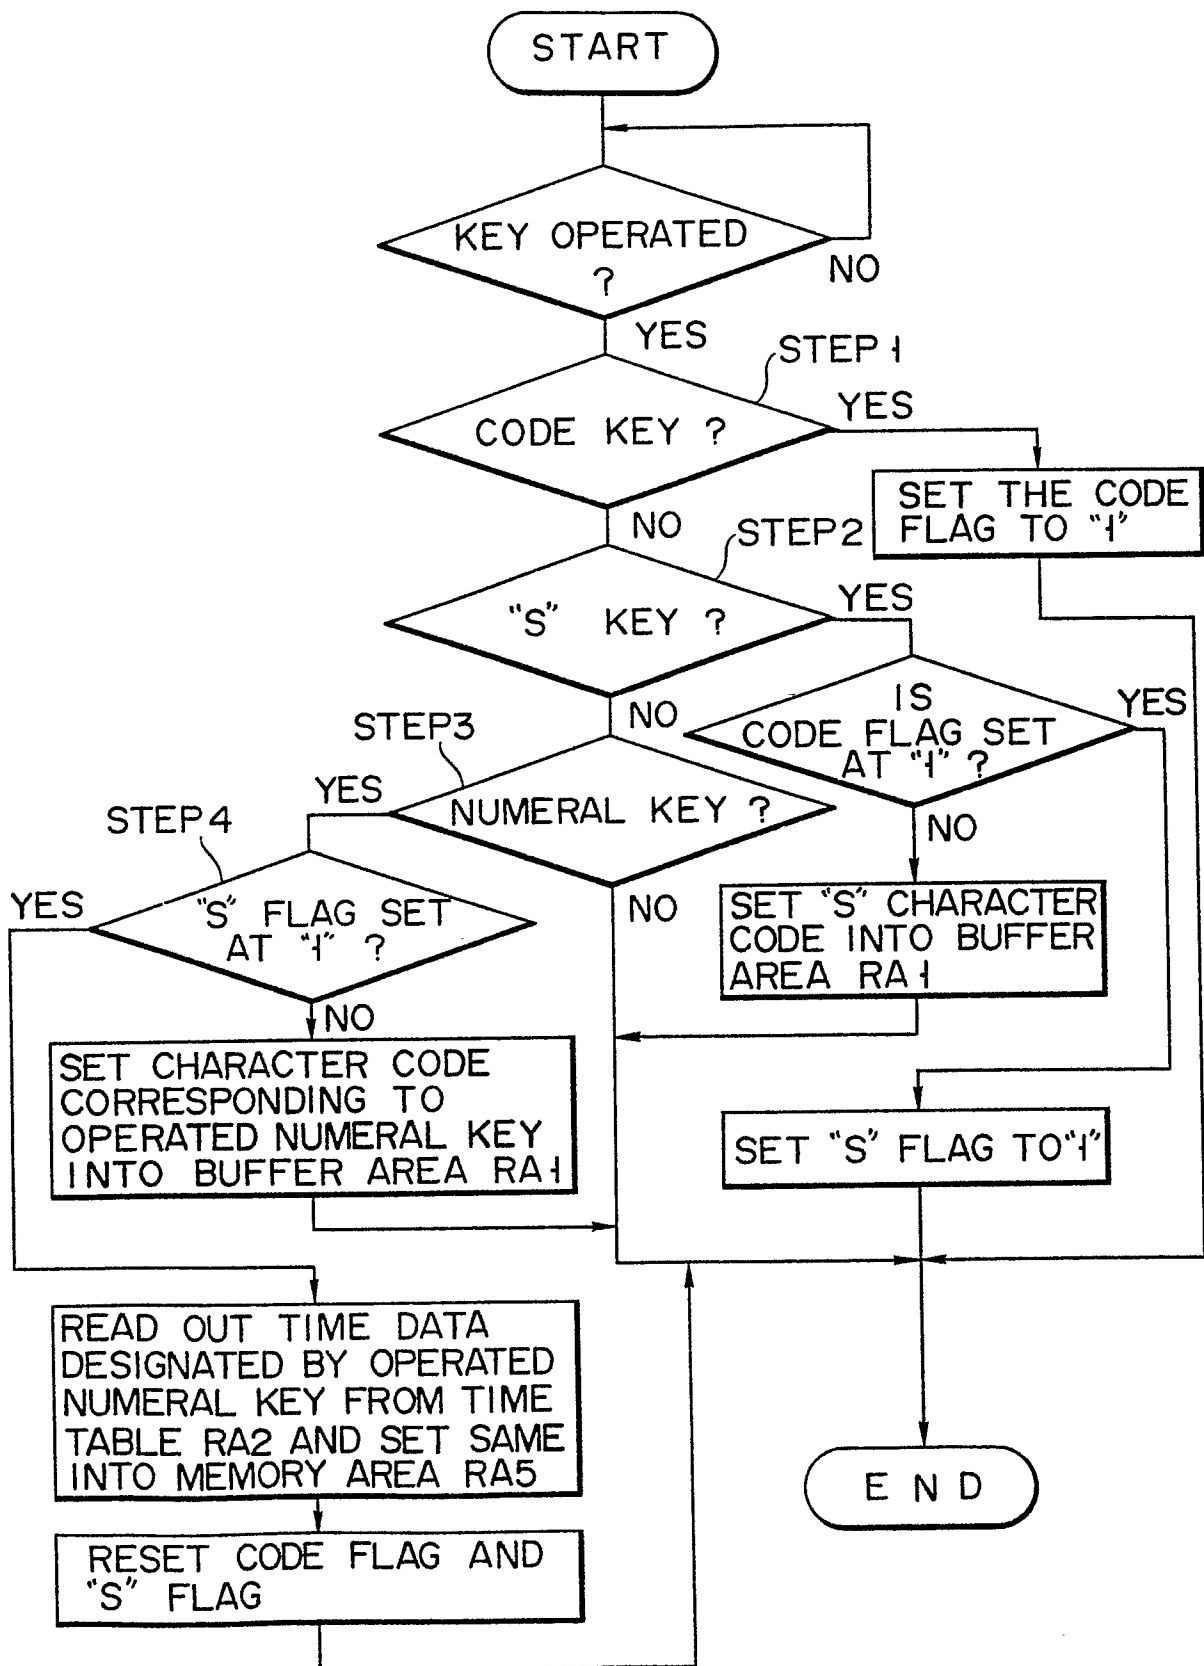 START
KEY OPERATED
?
NO
YES
STEP 1
CODE KEY ?
YES
SET THE CODE
FLAG TO "1"
NO
STEP2
"S" KEY ?
YES
IS
CODE FLAG SET
AT "1" ?
YES
NO
STEP3
NUMERAL KEY ?
YES
NO
STEP4
"S" FLAG SET
AT "1" ?
YES
NO
SET "S" CHARACTER
CODE INTO BUFFER
AREA RA1
NO
SET CHARACTER CODE
CORRESPONDING TO
OPERATED NUMERAL KEY
INTO BUFFER AREA RA1
SET "S" FLAG TO "1"
READ OUT TIME DATA
DESIGNATED BY OPERATED
NUMERAL KEY FROM TIME
TABLE RA2 AND SET SAME
INTO MEMORY AREA RA5
RESET CODE FLAG AND
"S" FLAG
END